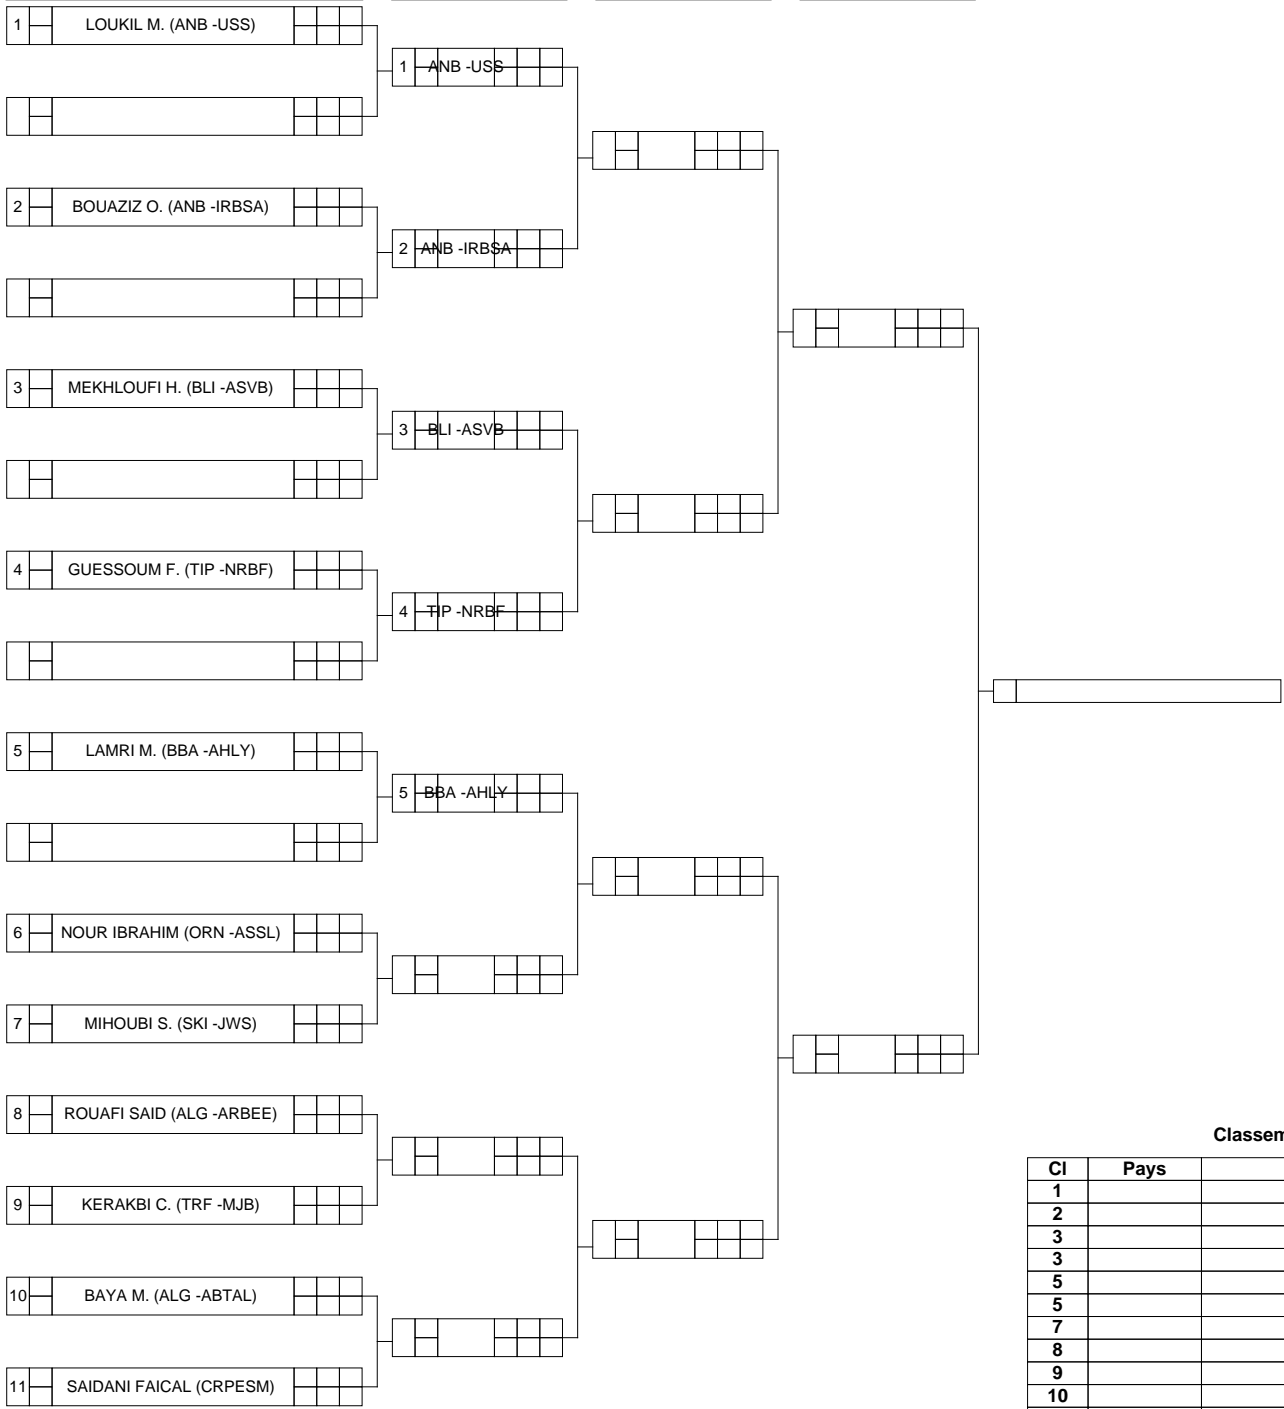 1 LOUKIL M. (ANB -USS)
1 ANB -USS
2 BOUAZIZ O. (ANB -IRBSA)
2 ANB -IRBSA
3 MEKHLOUFI H. (BLI -ASVB)
3 BLI -ASVB
4 GUESSOUM F. (TIP -NRBF)
4 TIP -NRBF
5 LAMRI M. (BBA -AHLY)
5 BBA -AHLY
6 NOUR IBRAHIM (ORN -ASSL)
7 MIHOUBI S. (SKI -JWS)
8 ROUAFI SAID (ALG -ARBEE)
9 KERAKBI C. (TRF -MJB)
10 BAYA M. (ALG -ABTAL)
11 SAIDANI FAICAL (CRPESM)
Classem
Cl Pays
1
2
3
3
5
5
7
8
9
10